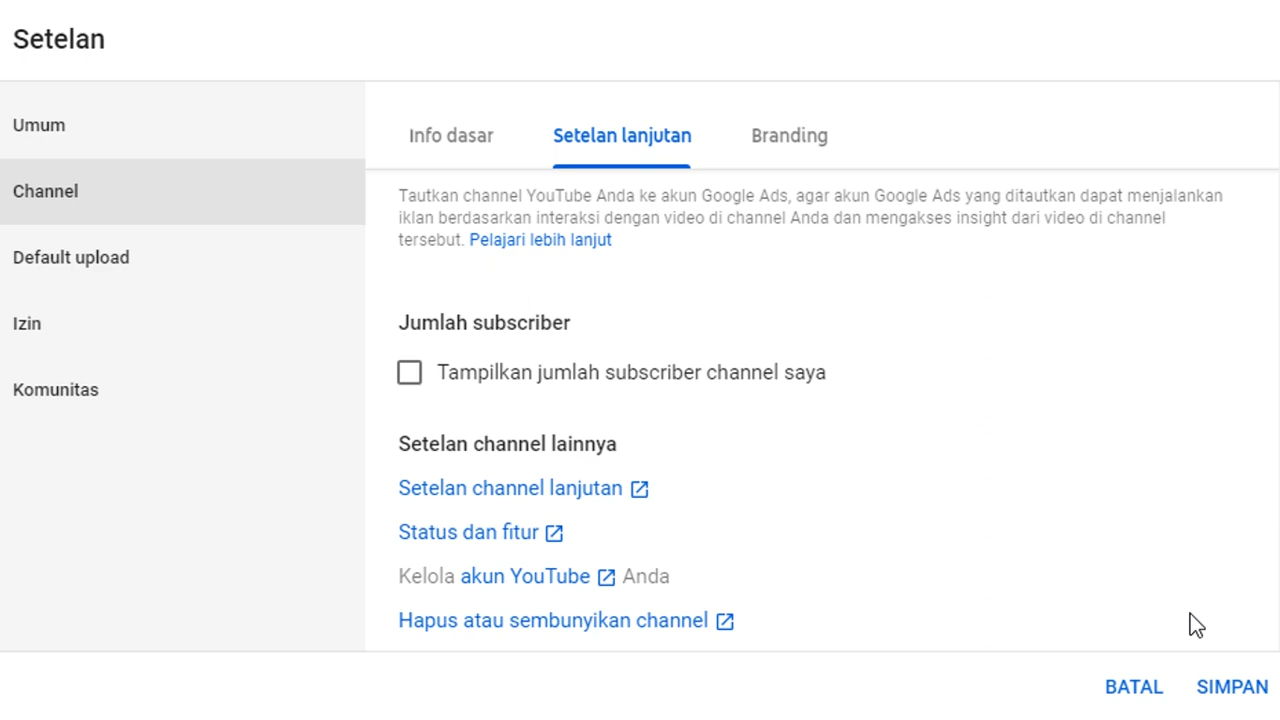 Setelan
Umum
Channel
Default upload
Izin
Komunitas
Info dasar
Setelan lanjutan
Branding
Tautkan channel YouTube Anda ke akun Google Ads, agar akun Google Ads yang ditautkan dapat menjalankan
iklan berdasarkan interaksi dengan video di channel Anda dan mengakses insight dari video di channel
tersebut. Pelajari lebih lanjut
Jumlah subscriber
Tampilkan jumlah subscriber channel saya
Setelan channel lainnya
Setelan channel lanjutan
Status dan fitur
Kelola akun YouTube Anda
Hapus atau sembunyikan channel
BATAL
SIMPAN